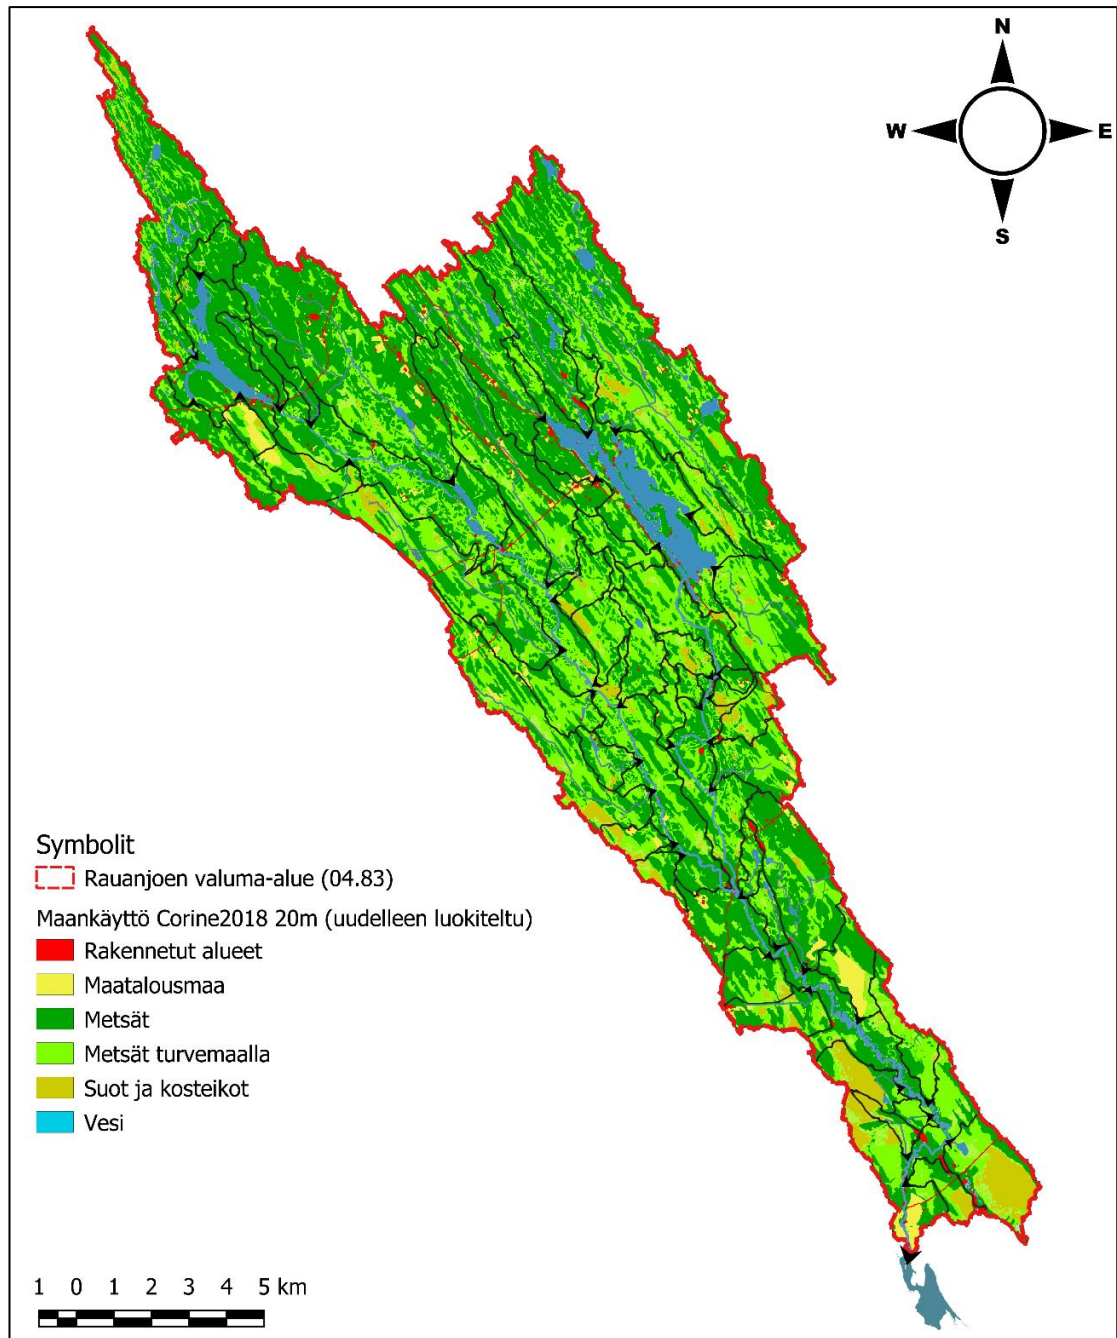 N
W E
S
Symbolit
Rauanjoen valuma-alue (04.83)
Maankäyttö Corine2018 20m (uudelleen luokiteltu)
Rakennetut alueet
Maatalousmaa
Metsät
Metsät turvemaalla
Suot ja kosteikot
Vesi
1 0 1 2 3 4 5 km